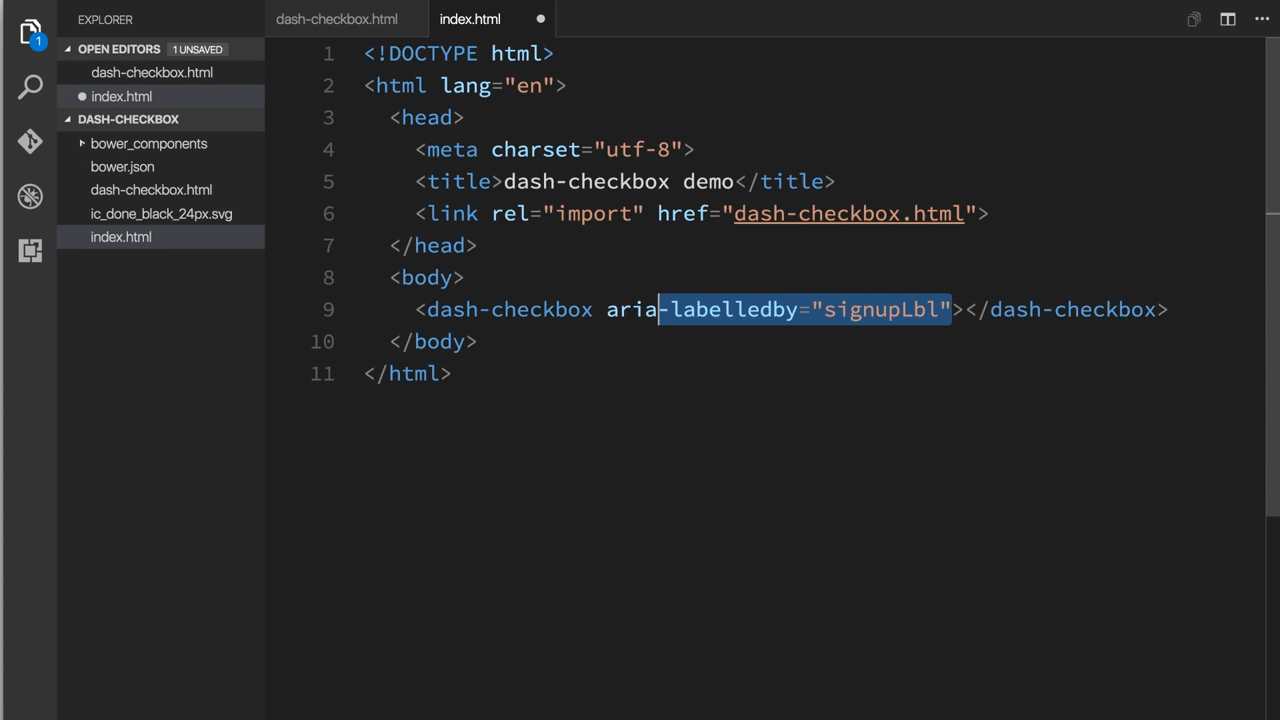 EXPLORER
OPEN EDITORS 1 UNSAVED
dash-checkbox.html
index.html
DASH-CHECKBOX
bower_components
bower.json
dash-checkbox.html
ic_done_black_24px.svg
index.html
1
dash-checkbox.html index.html
1 <!DOCTYPE html>
2 <html lang="en">
3 <head>
4 <meta charset="utf-8">
5 <title>dash-checkbox demo</title>
6 <link rel="import" href="dash-checkbox.html">
7 </head>
8 <body>
9 <dash-checkbox aria-labelledby="signupLbl"></dash-checkbox>
10 </body>
11 </html>